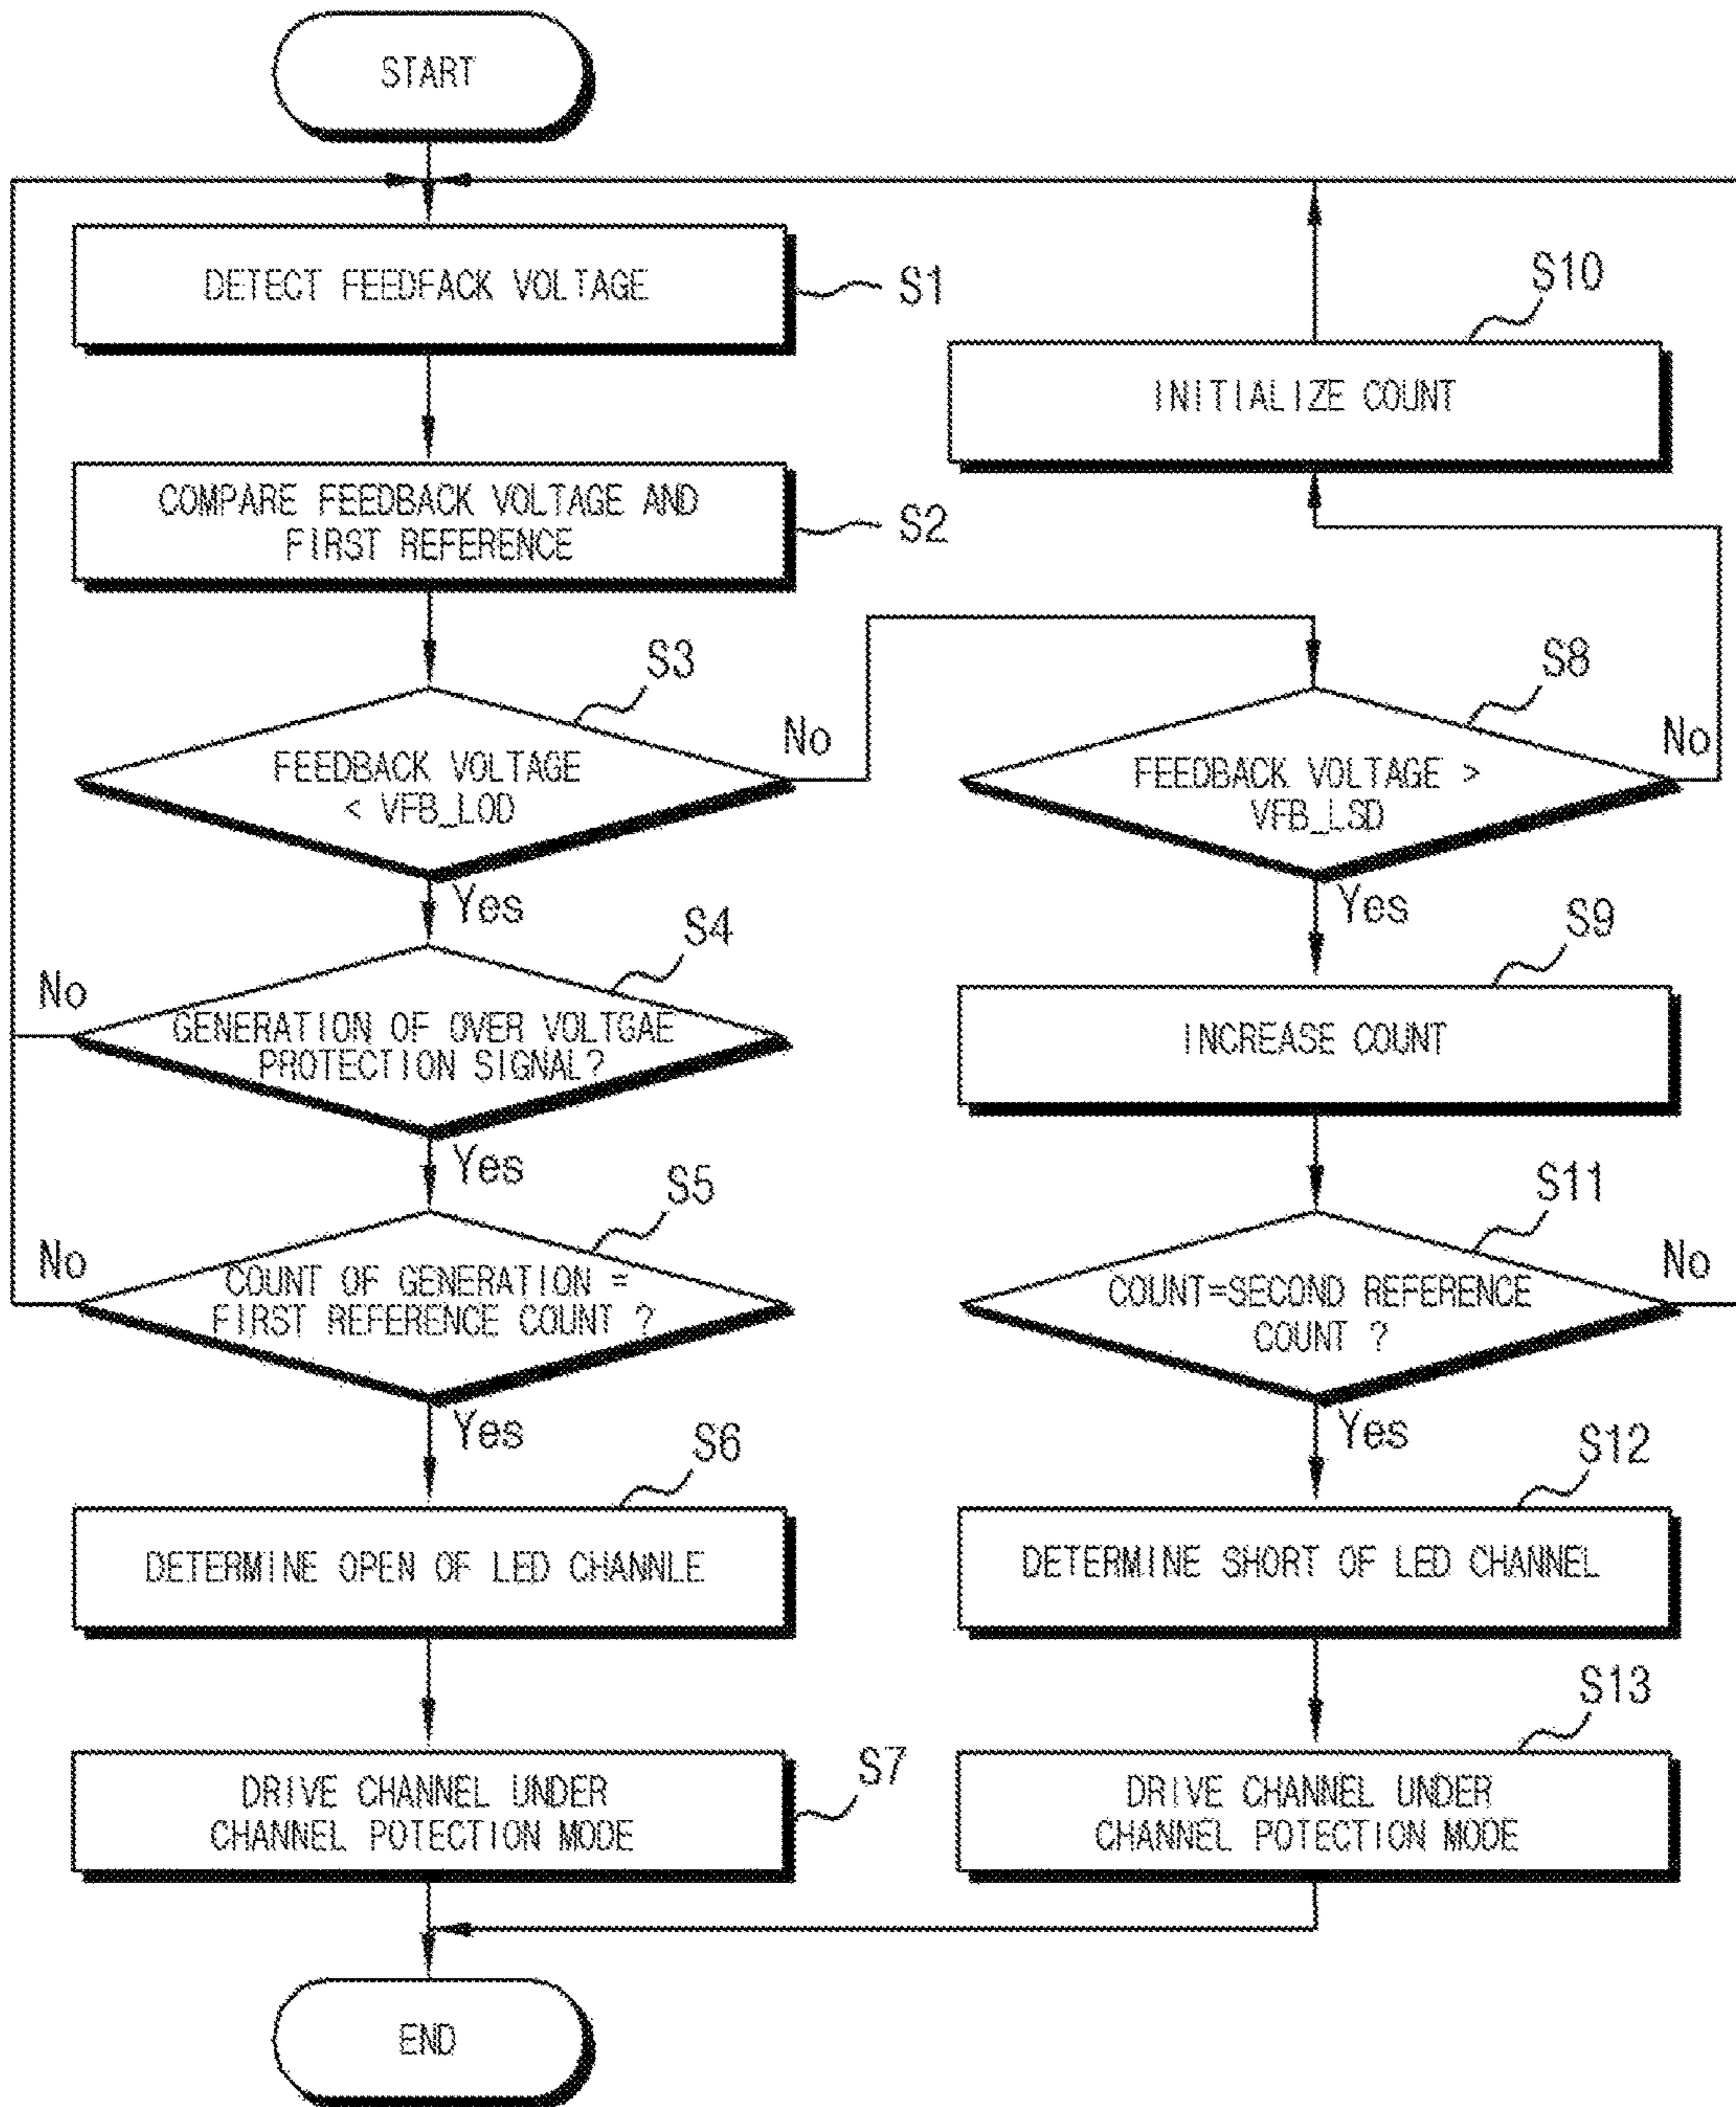 START
DETECT FEEDFACK VOLTAGE
S1
COMPARE FEEDBACK VOLTAGE AND
FIRST REFERENCE
S2
S3
FEEDBACK VOLTAGE
< VFB_LOD
No
Yes
S4
GENERATION OF OVER VOLTGAE
PROTECTION SIGNAL?
No
Yes
S5
COUNT OF GENERATION =
FIRST REFERENCE COUNT ?
No
Yes
S6
DETERMINE OPEN OF LED CHANNLE
DRIVE CHANNEL UNDER
CHANNEL POTECTION MODE
S7
S8
FEEDBACK VOLTAGE >
VFB_LSD
No
Yes
S9
INCREASE COUNT
S10
INITIALIZE COUNT
S11
COUNT=SECOND REFERENCE
COUNT ?
No
Yes
S12
DETERMINE SHORT OF LED CHANNEL
S13
DRIVE CHANNEL UNDER
CHANNEL POTECTION MODE
END